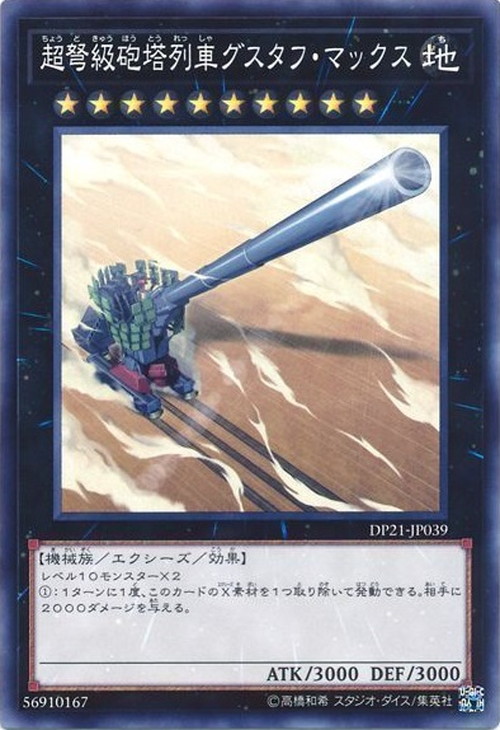 超弩級砲塔列車グスタフ・マックス 地
DP21-JP039
【機械族／エクシーズ／効果】
レベル10モンスター×2
①:1ターンに1度、このカードのX素材を1つ取り除いて発動できる。相手に
2000ダメージを与える。
ATK/3000 DEF/3000
56910167 ©高橋和希 スタジオ・ダイス/集英社